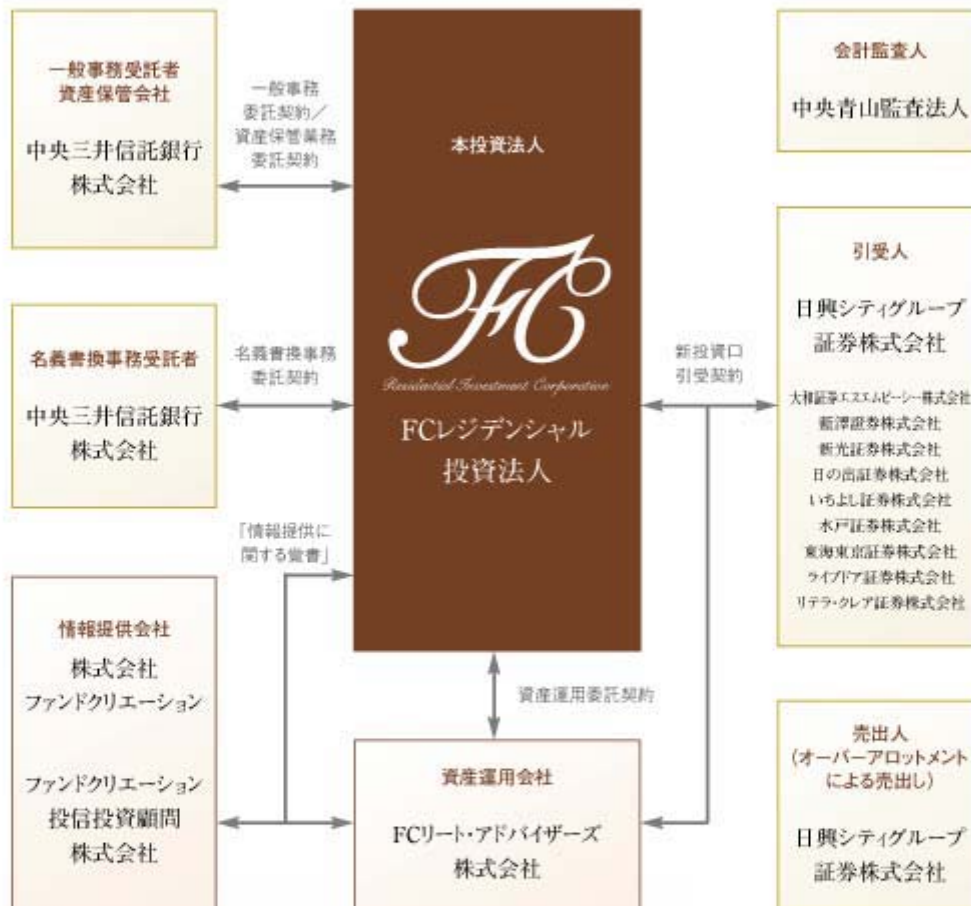 一般事務受託者
資産保管会社
中央三井信託銀行
株式会社
一般事務
委託契約／
資産保管業務
委託契約
名義書換事務受託者
中央三井信託銀行
株式会社
名義書換事務
委託契約
「情報提供に
関する覚書」
情報提供会社
株式会社
ファンドクリエーション
ファンドクリエーション
投信投資顧問
株式会社
本投資法人
FC
Residential Investment Corporation
FCレジデンシャル
投資法人
資産運用委託契約
資産運用会社
FCリート・アドバイザーズ
株式会社
新投資口
引受契約
会計監査人
中央青山監査法人
引受人
日興シティグループ
証券株式会社
大和証券エスエムビーシー株式会社
藍澤證券株式会社
新光証券株式会社
日の出証券株式会社
いちよし証券株式会社
水戸証券株式会社
東海東京証券株式会社
ライブドア証券株式会社
リテラ・クレア証券株式会社
売出人
(オーバーアロットメント
による売出し)
日興シティグループ
証券株式会社